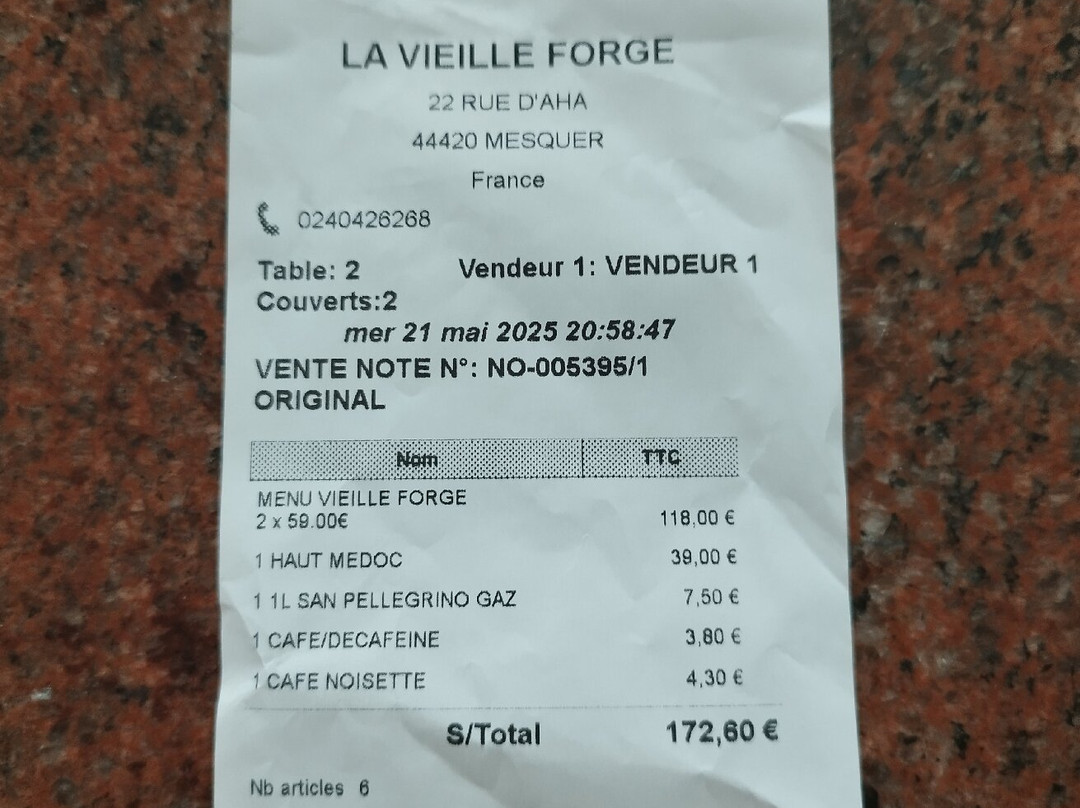 LA VIEILLE FORGE
22 RUE D'AHA
44420 MESQUER
France
0240426268
Table: 2 Vendeur 1: VENDEUR 1
Couverts:2
mer 21 mai 2025 20:58:47
VENTE NOTE N°: NO-005395/1
ORIGINAL
Nom TTC
MENU VIEILLE FORGE
2 x 59.00€ 118,00 €
1 HAUT MEDOC 39,00 €
1 1L SAN PELLEGRINO GAZ 7,50 €
1 CAFE/DECAFEINE 3,80 €
1 CAFE NOISETTE 4,30 €
S/Total 172,60 €
Nb articles 6